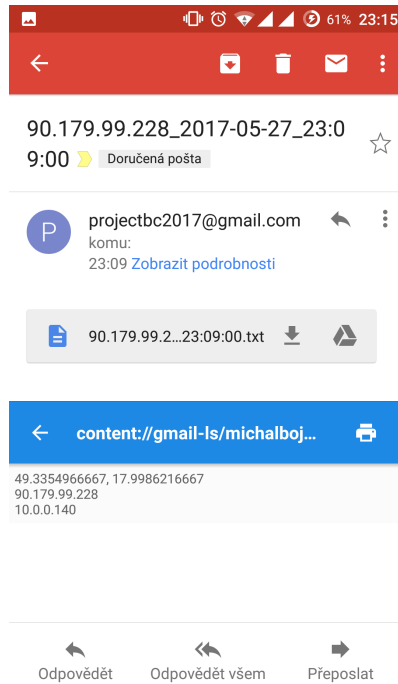 61% 23:15
90.179.99.228_2017-05-27_23:0
9:00 Doručená pošta
P
projectbc2017@gmail.com
komu:
23:09 Zobrazit podrobnosti
90.179.99.2...23:09:00.txt
content://gmail-ls/michalboj...
49.3354966667, 17.9986216667
90.179.99.228
10.0.0.140
Odpovědět Odpovědět všem Přeposlat